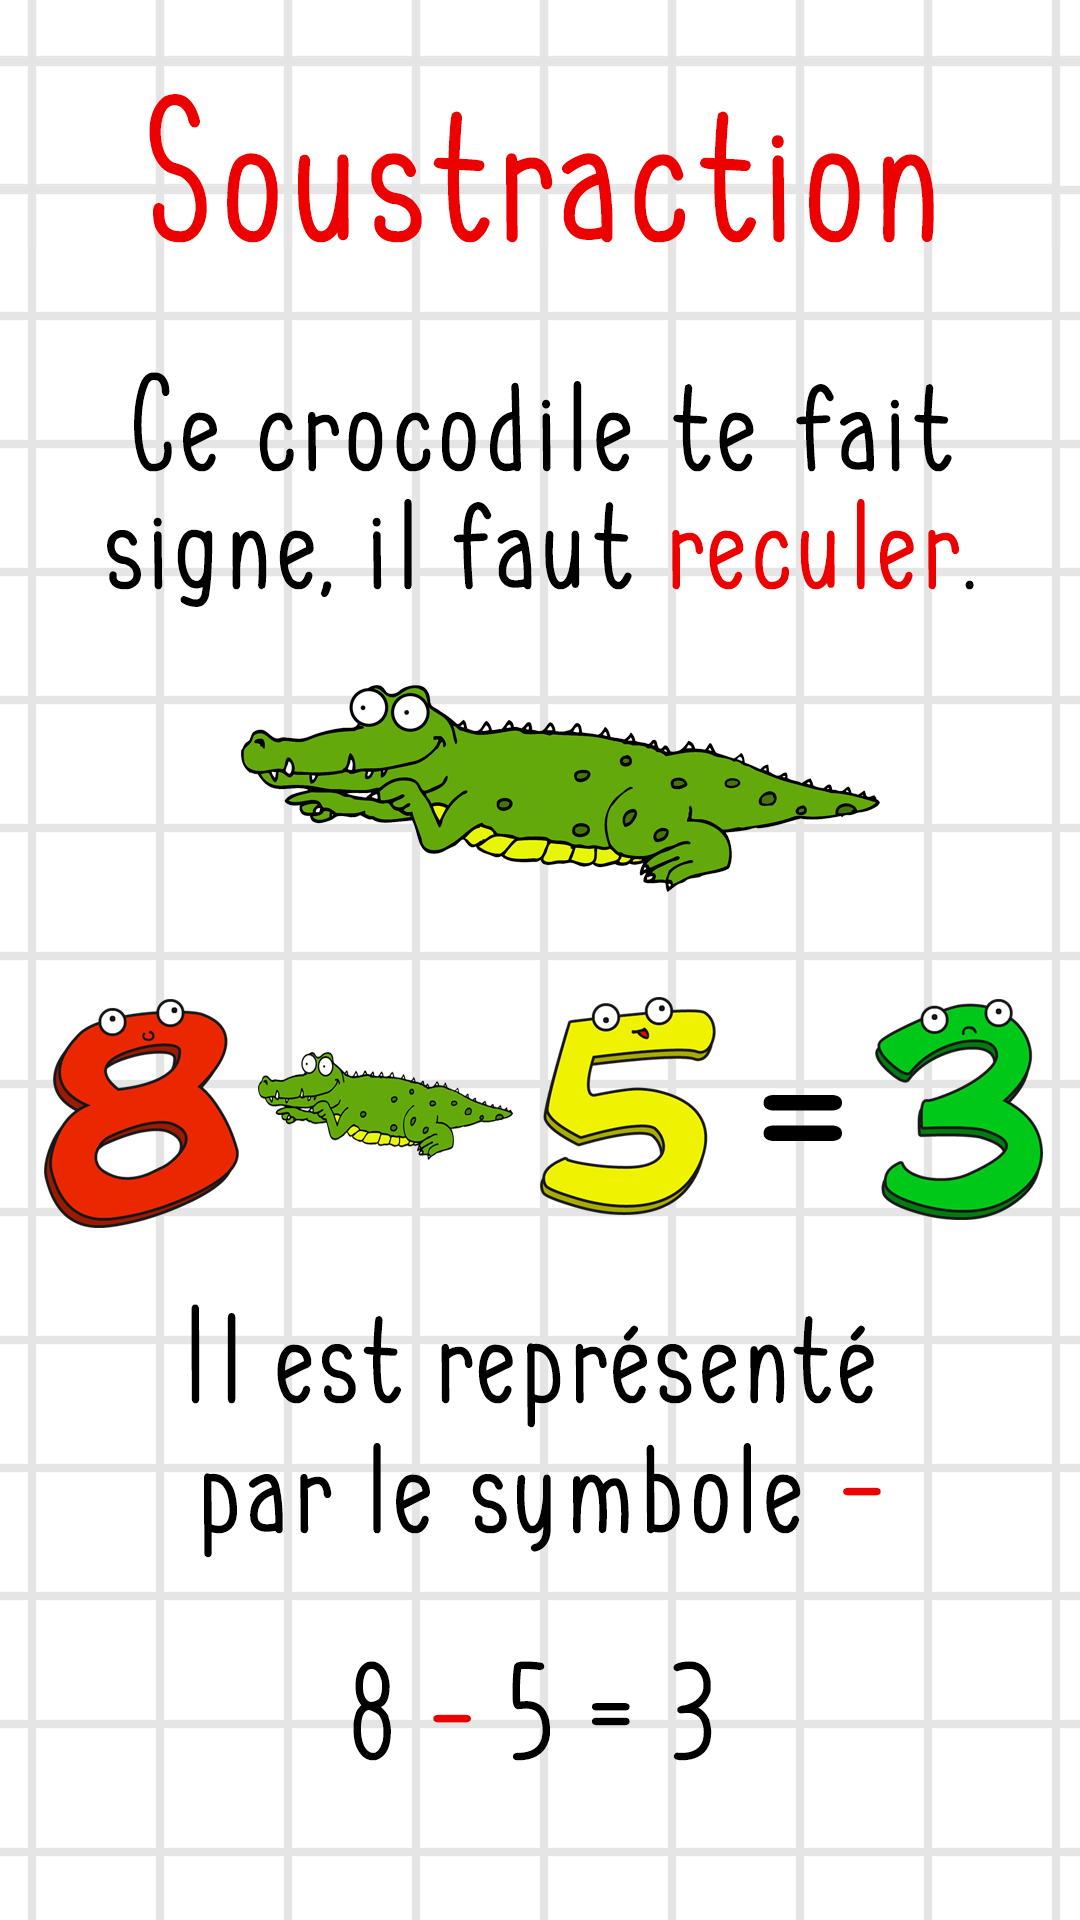 Soustraction
Ce crocodile te fait
signe, il faut reculer.
8 5 = 3
Il est représenté
par le symbole -
8 - 5 = 3